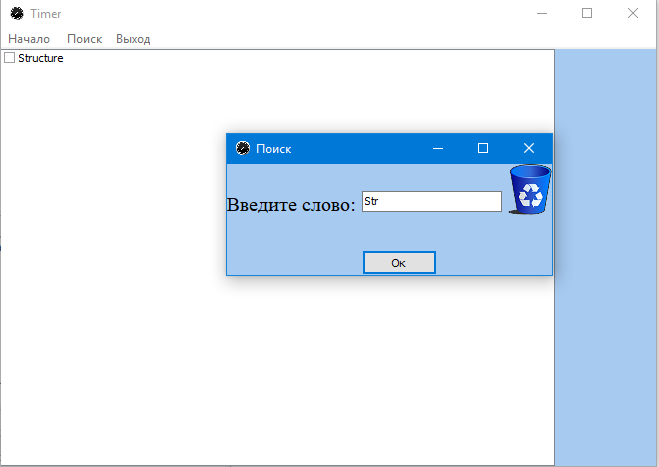 Timer
Начало Поиск Выход
Structure
Поиск
Введите слово: Str
Ок